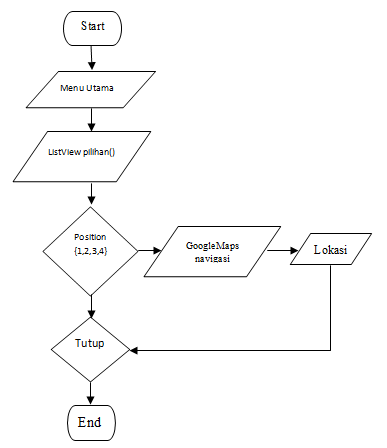 Start
Menu Utama
ListView pilihan()
Position
{1,2,3,4}
GoogleMaps
navigasi
Lokasi
Tutup
End